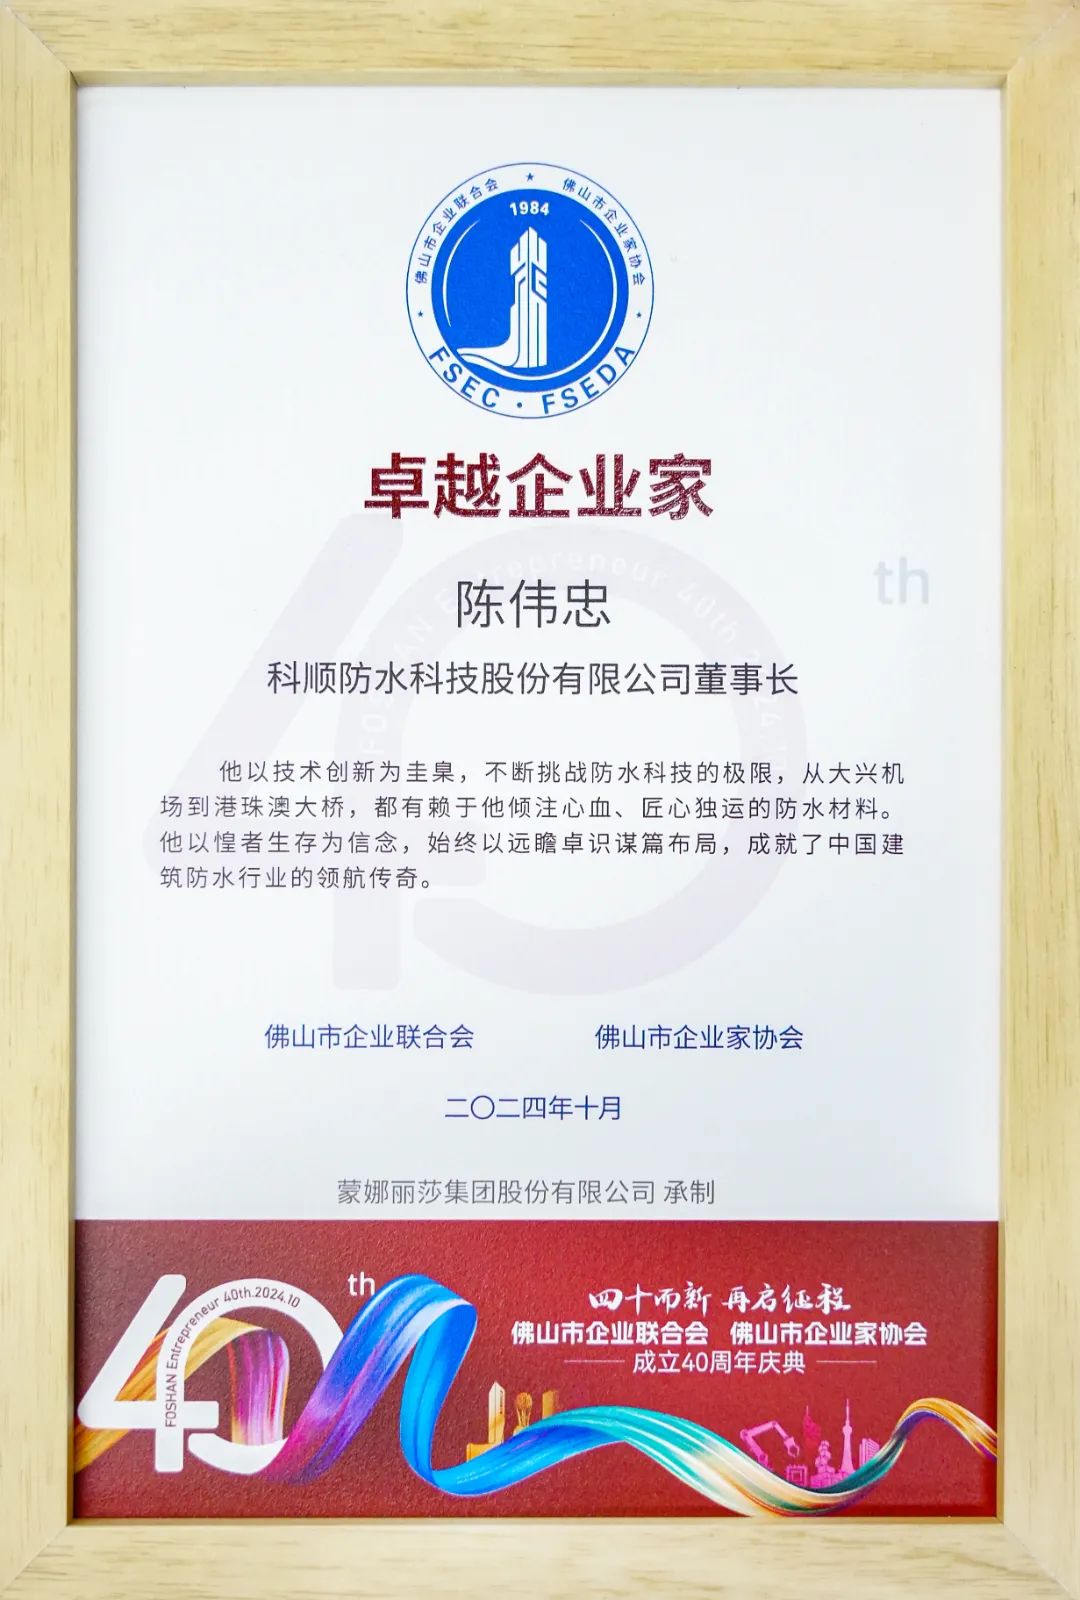 佛山市企业联合会 ★ 佛山市企业家协会
1984
FSEC · FSEDA
卓越企业家
陈伟忠
科顺防水科技股份有限公司董事长
th
他以技术创新为圭臬，不断挑战防水科技的极限，从大兴机
场到港珠澳大桥，都有赖于他倾注心血、匠心独运的防水材料。
他以惶者生存为信念，始终以远瞻卓识谋篇布局，成就了中国建
筑防水行业的领航传奇。
FOSHAN Entrepreneur 40th.2024.10
佛山市企业联合会 佛山市企业家协会
二〇二四年十月
蒙娜丽莎集团股份有限公司 承制
40th
FOSHAN Entrepreneur 40th.2024.10
四十而新 再启征程
佛山市企业联合会 佛山市企业家协会
成立40周年庆典